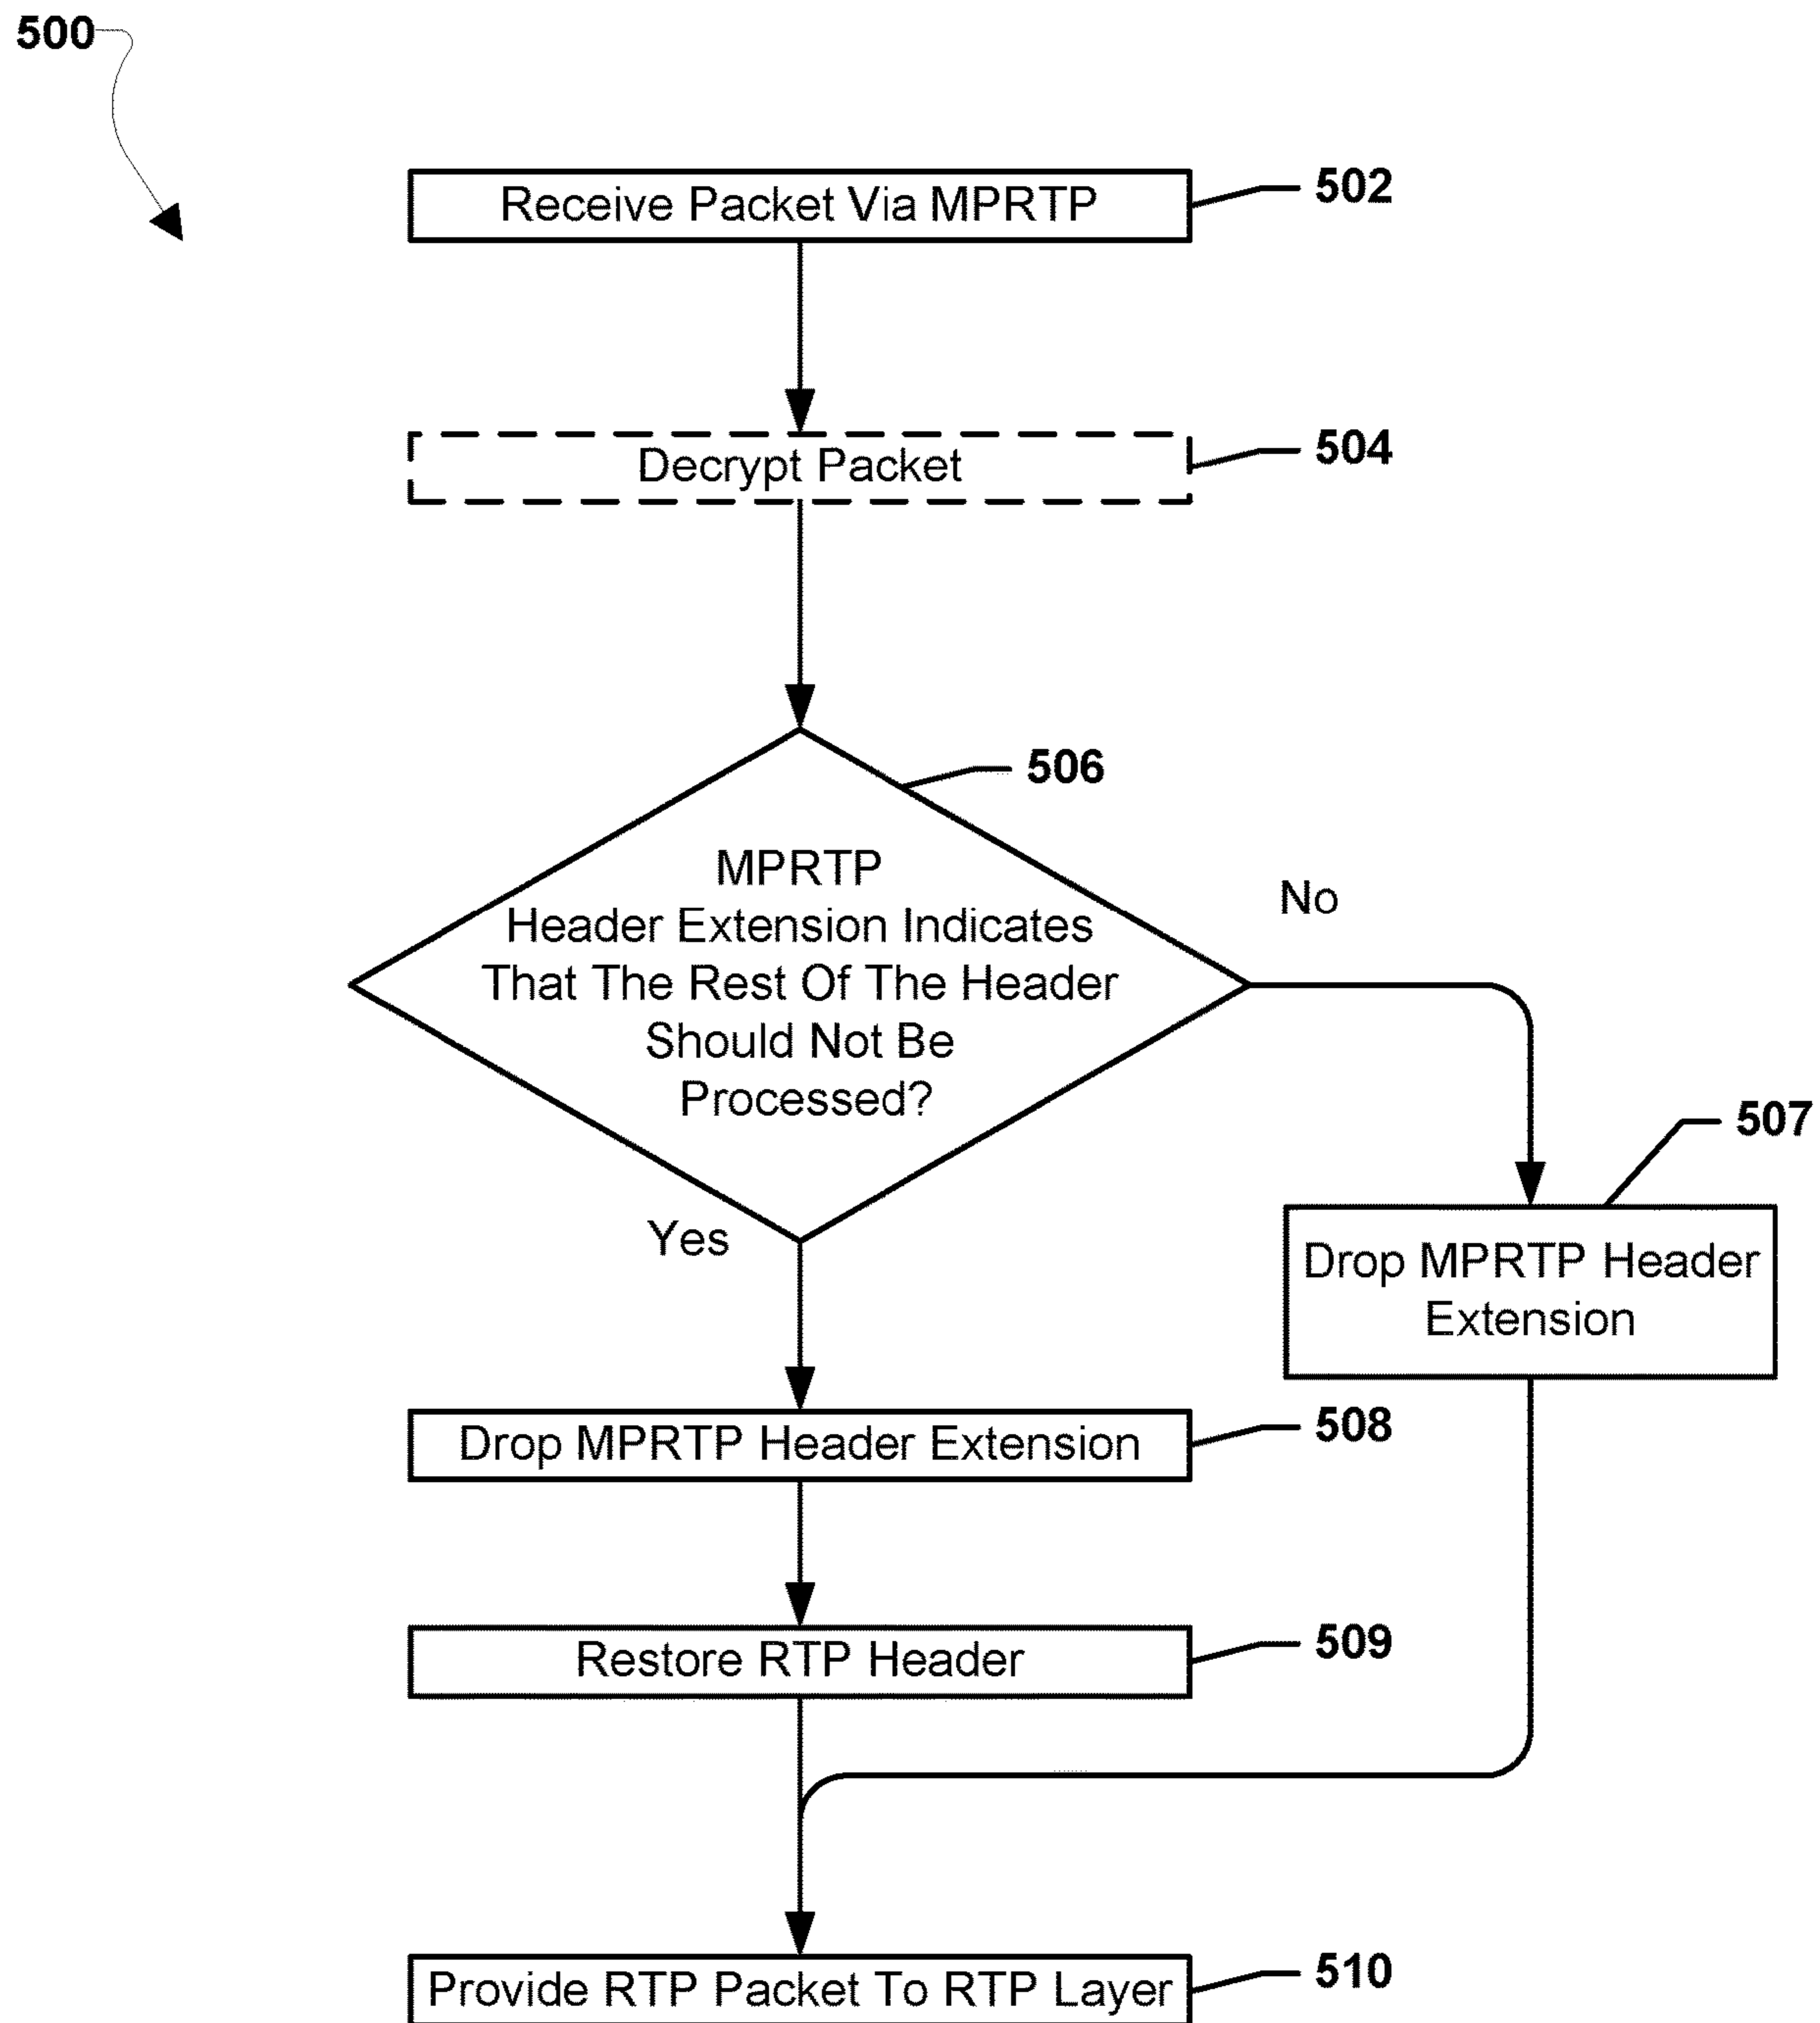 500
Receive Packet Via MPRTP
502
Decrypt Packet
504
506
MPRTP
Header Extension Indicates
That The Rest Of The Header
Should Not Be
Processed?
No
Yes
507
Drop MPRTP Header
Extension
Drop MPRTP Header Extension
508
Restore RTP Header
509
Provide RTP Packet To RTP Layer
510